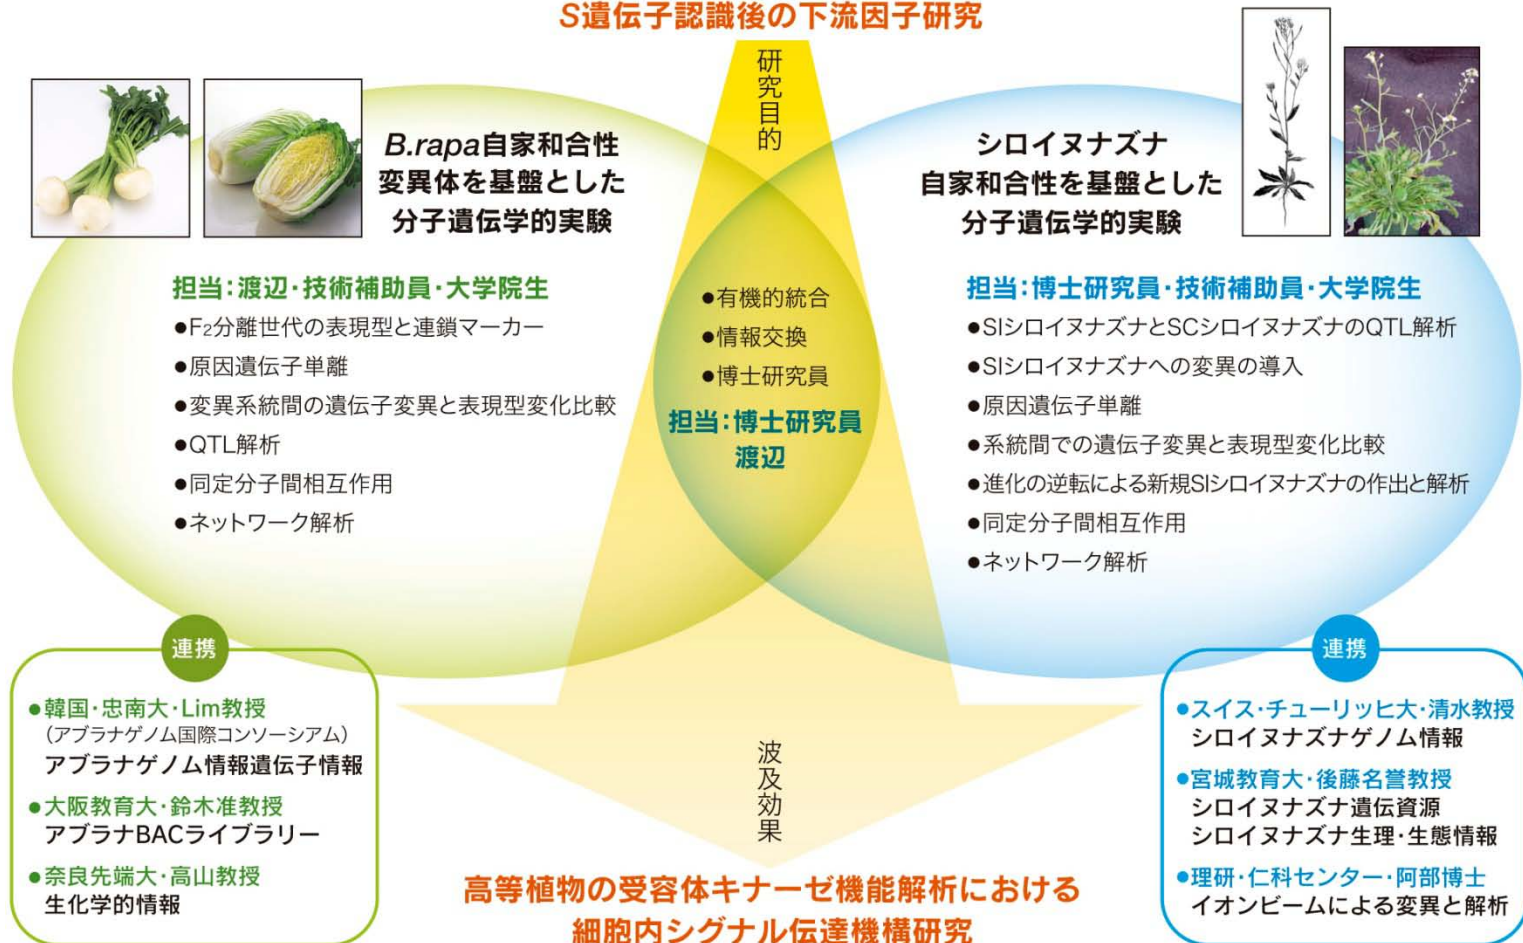 S遺伝子認識後の下流因子研究
研究目的
B.rapa自家和合性
変異体を基盤とした
分子遺伝学的実験
担当:渡辺・技術補助員・大学院生
●F2分離世代の表現型と連鎖マーカー
●原因遺伝子単離
●変異系統間の遺伝子変異と表現型変化比較
●QTL解析
●同定分子間相互作用
●ネットワーク解析
●有機的統合
●情報交換
●博士研究員
担当:博士研究員
渡辺
シロイヌナズナ
自家和合性を基盤とした
分子遺伝学的実験
担当:博士研究員・技術補助員・大学院生
●SIシロイヌナズナとSCシロイヌナズナのQTL解析
●SIシロイヌナズナへの変異の導入
●原因遺伝子単離
●系統間での遺伝子変異と表現型変化比較
●進化の逆転による新規SIシロイヌナズナの作出と解析
●同定分子間相互作用
●ネットワーク解析
連携
●韓国・忠南大・Lim教授
(アブラナゲノム国際コンソーシアム)
アブラナゲノム情報遺伝子情報
●大阪教育大・鈴木准教授
アブラナBACライブラリー
●奈良先端大・高山教授
生化学的情報
波及効果
高等植物の受容体キナーゼ機能解析における
細胞内シグナル伝達機構研究
連携
●スイス・チューリッヒ大・清水教授
シロイヌナズナゲノム情報
●宮城教育大・後藤名誉教授
シロイヌナズナ遺伝資源
シロイヌナズナ生理・生態情報
●理研・仁科センター・阿部博士
イオンビームによる変異と解析